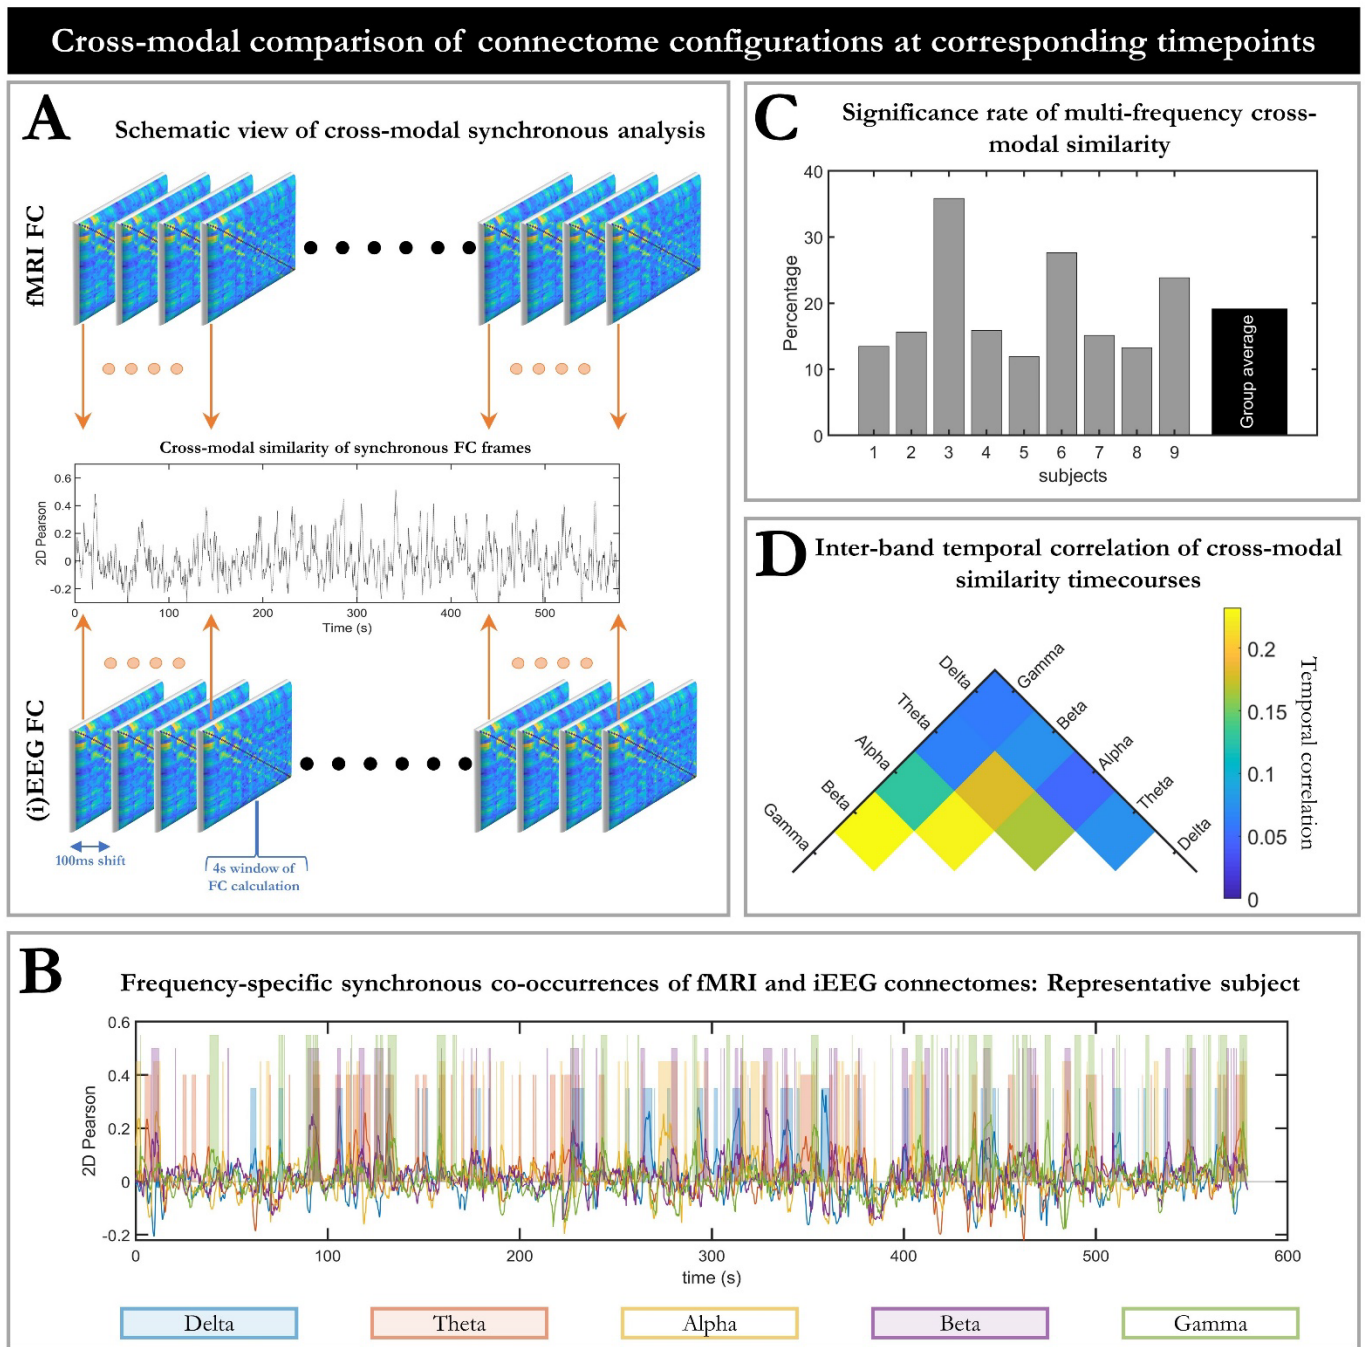 Cross-modal comparison of connectome configurations at corresponding timepoints
A
Schematic view of cross-modal synchronous analysis
fMRI FC
Cross-modal similarity of synchronous FC frames
2D Pearson
0.6
0.4
0.2
0
-0.2
0
100
200
300
400
500
Time (s)
(i)EEG FC
100ms shift
4s window of
FC calculation
C
Significance rate of multi-frequency cross-
modal similarity
Percentage
40
30
20
10
0
1
2
3
4
5
6
7
8
9
Group average
subjects
D
Inter-band temporal correlation of cross-modal
similarity timecourses
Delta
Theta
Alpha
Beta
Gamma
Gamma
Beta
Alpha
Theta
Delta
0.2
0.15
0.1
0.05
0
Temporal correlation
B
Frequency-specific synchronous co-occurrences of fMRI and iEEG connectomes: Representative subject
2D Pearson
0.6
0.4
0.2
0
-0.2
0
100
200
300
400
500
600
time (s)
Delta
Theta
Alpha
Beta
Gamma